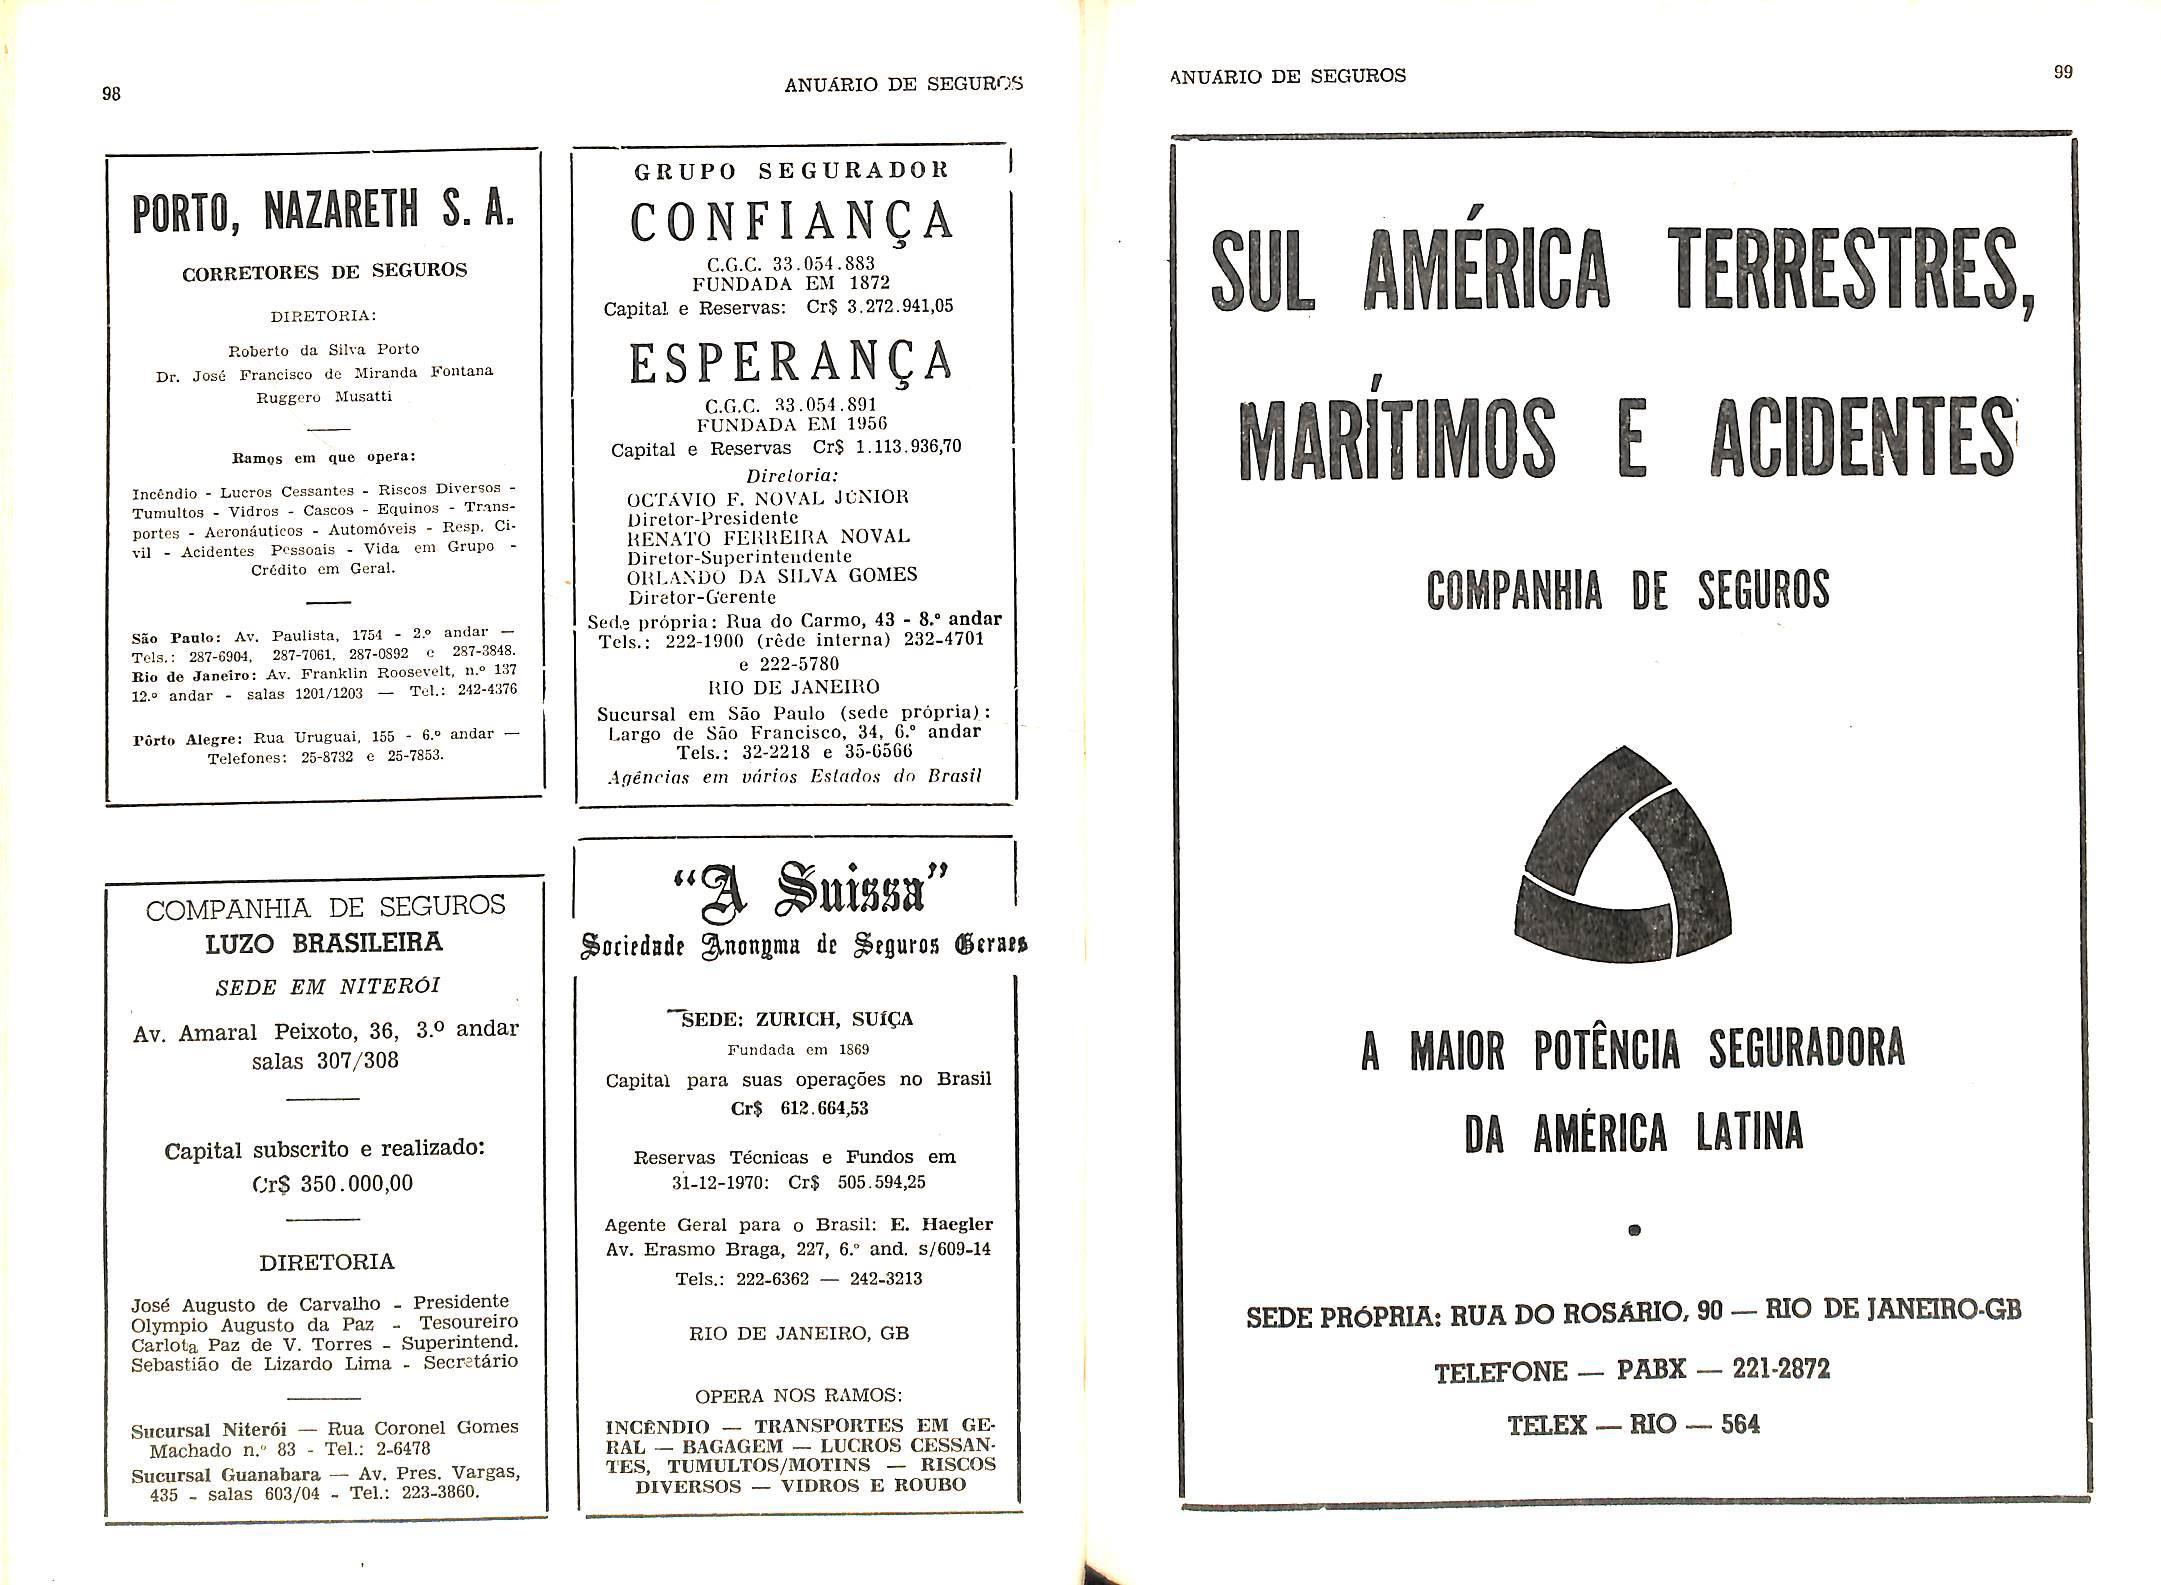 98
ANUÁRIO DE SEGUROS
PORTO, NAZARETH S. A.
CORRETORES DE SEGUROS
DIRETORIA:
Roberto da Silva Porto
Dr. José Francisco de Miranda Fontana
Ruggero Musatti
Ramos em que opera:
Incêndio - Lucros Cessantes - Riscos Diversos -
Tumultos - Vidros - Cascos - Equinos - Trans-
portes - Aeronáuticos - Automóveis - Resp. Ci-
vil - Acidentes Pessoais - Vida em Grupo -
Crédito em Geral.
São Paulo: Av. Paulista, 1754 - 2.º andar —
Tels.: 287-6904, 287-7061, 287-0892 e 287-3848.
Rio de Janeiro: Av. Franklin Roosevelt, n.º 137
12.º andar - salas 1201/1203 — Tel.: 242-4376
Pôrto Alegre: Rua Uruguai, 155 - 6.º andar —
Telefones: 25-8732 e 25-7853.
COMPANHIA DE SEGUROS
LUZO BRASILEIRA
SEDE EM NITERÓI
Av. Amaral Peixoto, 36, 3.º andar
salas 307/308
Capital subscrito e realizado:
Cr$ 350.000,00
DIRETORIA
José Augusto de Carvalho - Presidente
Olympio Augusto da Paz - Tesoureiro
Carlota Paz de V. Torres - Superintend.
Sebastião de Lizardo Lima - Secretário
Sucursal Niterói — Rua Coronel Gomes
Machado n.º 83 - Tel.: 2-6478
Sucursal Guanabara — Av. Pres. Vargas,
435 - salas 603/04 - Tel.: 223-3860.
GRUPO SEGURADOR
CONFIANÇA
C.G.C. 33.054.883
FUNDADA EM 1872
Capital e Reservas: Cr$ 3.272.941,05
ESPERANÇA
C.G.C. 33.054.891
FUNDADA EM 1956
Capital e Reservas Cr$ 1.113.936,70
Diretoria:
OCTÁVIO F. NOVAL JÚNIOR
Diretor-Presidente
RENATO FERREIRA NOVAL
Diretor-Superintendente
ORLANDO DA SILVA GOMES
Diretor-Gerente
Sede própria: Rua do Carmo, 43 - 8.º andar
Tels.: 222-1900 (rêde interna) 232-4701
e 222-5780
RIO DE JANEIRO
Sucursal em São Paulo (sede própria):
Largo de São Francisco, 34, 6.º andar
Tels.: 32-2218 e 35-6566
Agências em vários Estados do Brasil
"A Suissa"
Sociedade Anonyma de Seguros Geraes
SEDE: ZURICH, SUÍÇA
Fundada em 1869
Capital para suas operações no Brasil
Cr$ 612.664,53
Reservas Técnicas e Fundos em
31-12-1970: Cr$ 505.594,25
Agente Geral para o Brasil: E. Haegler
Av. Erasmo Braga, 227, 6.º and. s/609-14
Tels.: 222-6362 — 242-3213
RIO DE JANEIRO, GB
OPERA NOS RAMOS:
INCÊNDIO — TRANSPORTES EM GE-
RAL — BAGAGEM — LUCROS CESSAN-
TES, TUMULTOS/MOTINS — RISCOS
DIVERSOS — VIDROS E ROUBO
ANUÁRIO DE SEGUROS
99
SUL AMÉRICA TERRESTRES,
MARÍTIMOS E ACIDENTES
COMPANHIA DE SEGUROS
A MAIOR POTÊNCIA SEGURADORA
DA AMÉRICA LATINA
SEDE PRÓPRIA: RUA DO ROSÁRIO, 90 — RIO DE JANEIRO-GB
TELEFONE — PABX — 221-2872
TELEX — RIO — 564